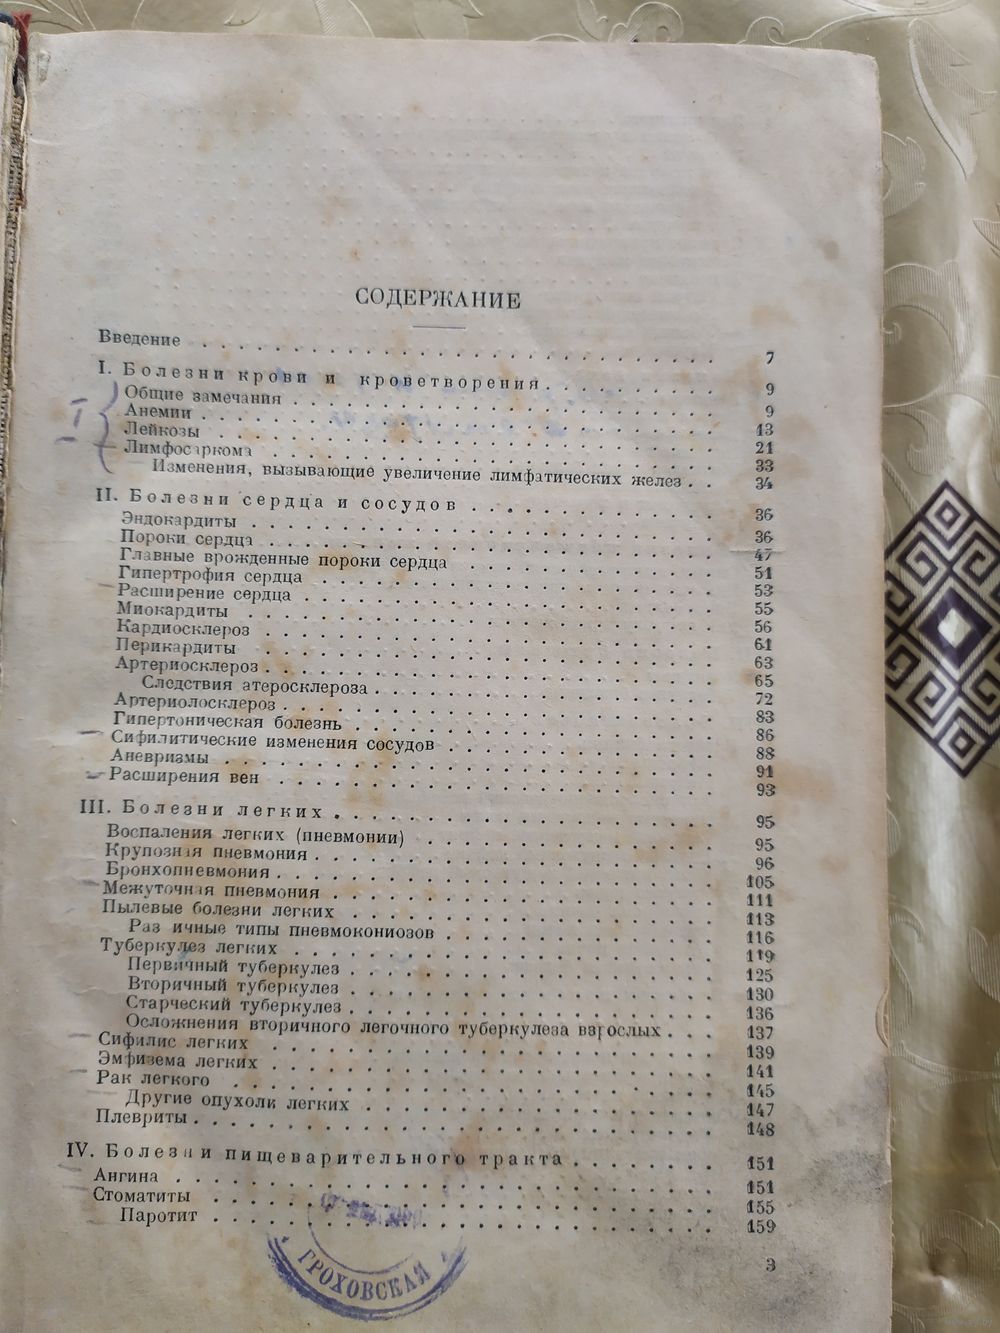 СОДЕРЖАНИЕ
Введение . . . 7
I. Болезни крови и кроветворения . . . 9
Общие замечания . . . 9
Анемии . . . 13
Лейкозы . . . 21
Лимфосаркома . . . 33
Изменения, вызывающие увеличение лимфатических желез . . 34
II. Болезни сердца и сосудов . . . 36
Эндокардиты . . . 36
Пороки сердца . . . 47
Главные врожденные пороки сердца . . . 51
Гипертрофия сердца . . . 53
Расширение сердца . . . 55
Миокардиты . . . 56
Кардиосклероз . . . 61
Перикардиты . . . 63
Артериосклероз . . . 65
Следствия атеросклероза . . . 72
Артериолосклероз . . . 83
Гипертоническая болезнь . . . 86
Сифилитические изменения сосудов . . . 88
Аневризмы . . . 91
Расширения вен . . . 93
III. Болезни легких . . . 95
Воспаления легких (пневмонии) . . . 95
Крупозная пневмония . . . 96
Бронхопневмония . . . 105
Межуточная пневмония . . . 111
Пылевые болезни легких . . . 113
Раз ичные типы пневмокониозов . . . 116
Туберкулез легких . . . 119
Первичный туберкулез . . . 125
Вторичный туберкулез . . . 130
Старческий туберкулез . . . 136
Осложнения вторичного легочного туберкулеза взрослых . . . 137
Сифилис легких . . . 139
Эмфизема легких . . . 141
Рак легкого . . . 145
Другие опухоли легких . . . 147
Плевриты . . . 148
IV. Болезни пищеварительного тракта . . . 151
Ангина . . . 151
Стоматиты . . . 155
Паротит . . . 159
3
ГРОХОВСКАЯ